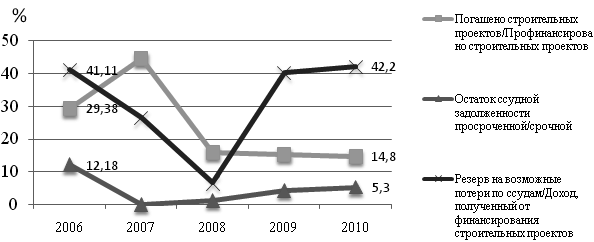 %
50
40
30
20
10
0
41,11
29,38
12,18
42,2
14,8
5,3
2006 2007 2008 2009 2010
Погашено строительных
проектов/Профинансирова
но строительных проектов
Остаток ссудной
задолженности
просроченной/срочной
Резерв на возможные
потери по ссудам/Доход,
полученный от
финансирования
строительных проектов